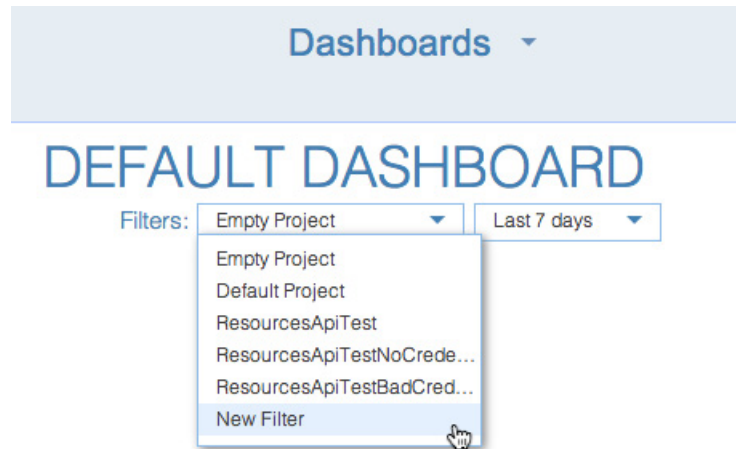 Dashboards
DEFAULT DASHBOARD
Filters: Empty Project Last 7 days
Empty Project
Default Project
ResourcesApiTest
ResourcesApiTestNoCrede...
ResourcesApiTestBadCred...
New Filter